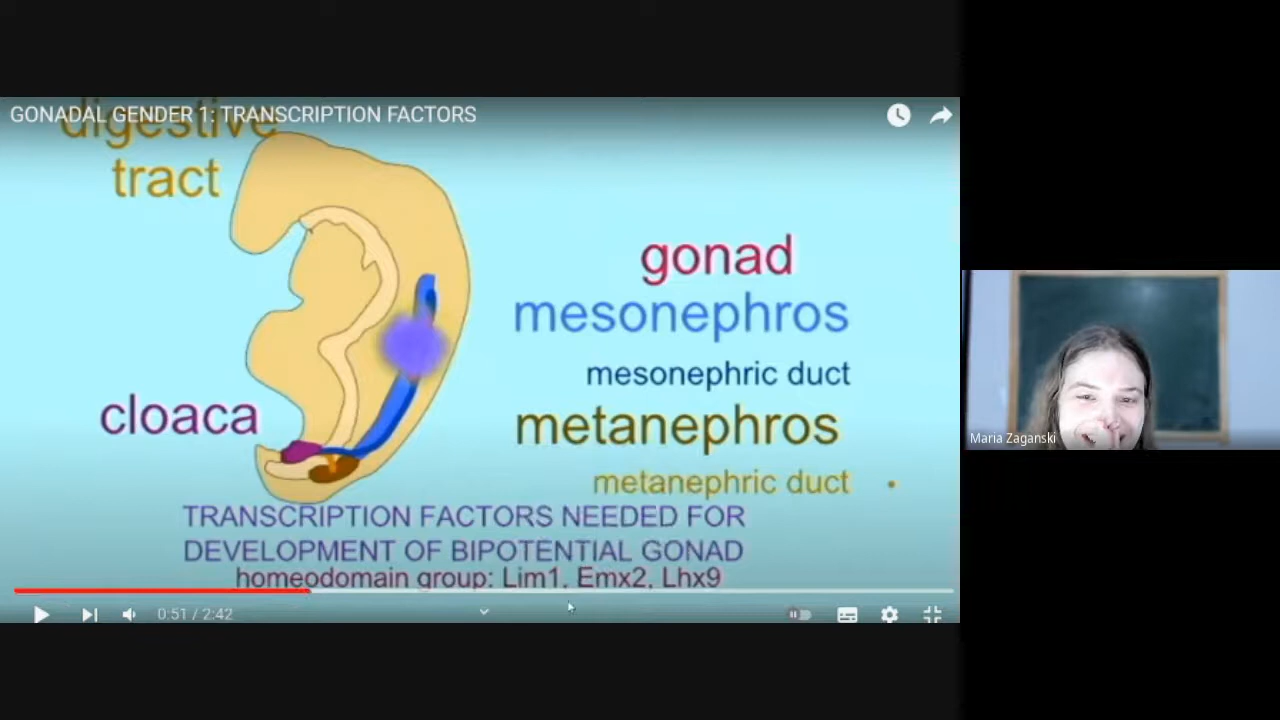 GONADAL GENDER 1: TRANSCRIPTION FACTORS
digestive
tract
gonad
mesonephros
mesonephric duct
cloaca
metanephros
metanephric duct
TRANSCRIPTION FACTORS NEEDED FOR
DEVELOPMENT OF BIPOTENTIAL GONAD
homeodomain group: Lim1, Emx2, Lhx9
0:51 / 2:42
Maria Zaganski